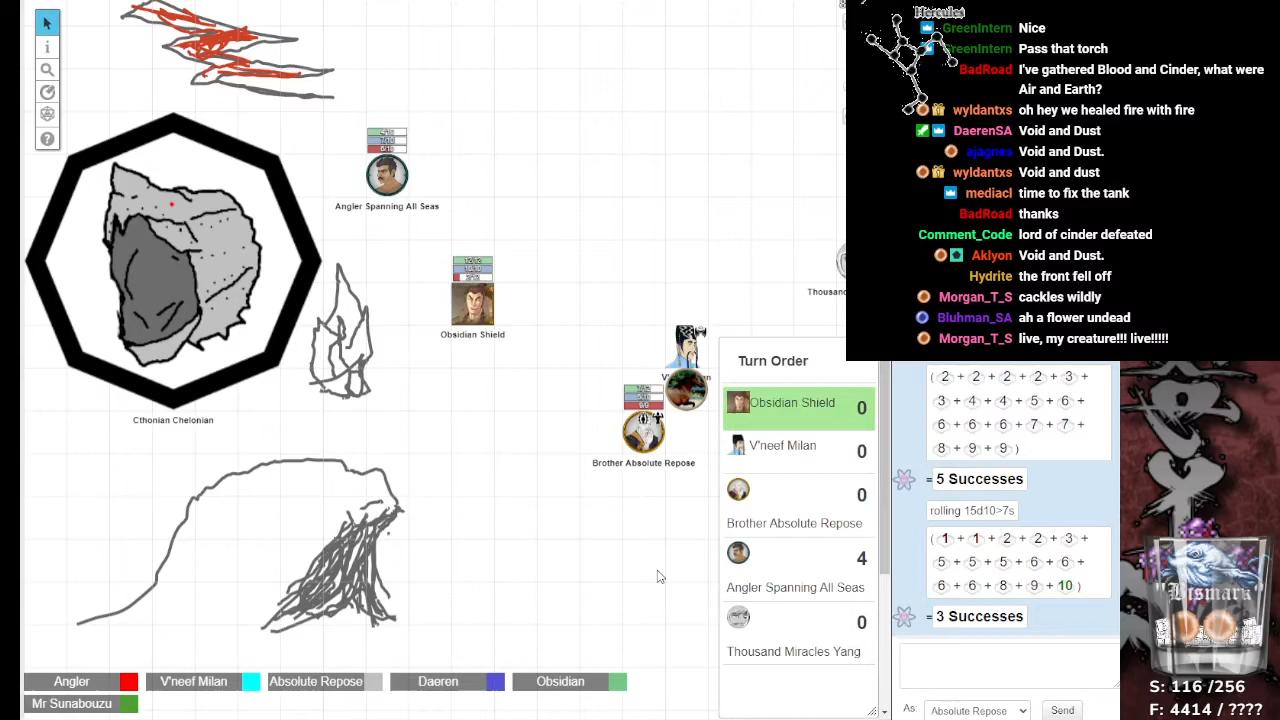 Hercules
GreenIntern Nice
GreenIntern Pass that torch
BadRoad I've gathered Blood and Cinder, what were
Air and Earth?
wyldantxs oh hey we healed fire with fire
DaerenSA Void and Dust
ajagnes Void and Dust.
wyldantxs Void and dust
mediacl time to fix the tank
BadRoad thanks
Comment_Code lord of cinder defeated
Aklyon Void and Dust.
Hydrite the front fell off
Morgan_T_S cackles wildly
Bluhman_SA ah a flower undead
Morgan_T_S live, my creature!!! live!!!!!
Angler Spanning All Seas
12/12
Obsidian Shield
Thousand
Cthonian Chelonian
Brother Absolute Repose
Turn Order
Obsidian Shield 0
V'neef Milan 0
0
Brother Absolute Repose
4
Angler Spanning All Seas
0
Thousand Miracles Yang
( 2 + 2 + 2 + 2 + 3 +
3 + 4 + 4 + 5 + 6 +
6 + 6 + 6 + 7 + 7 +
8 + 9 + 9 )
= 5 Successes
rolling 15d10>7s
( 1 + 1 + 2 + 2 + 3 +
5 + 5 + 5 + 6 + 6 +
6 + 6 + 8 + 9 + 10 )
= 3 Successes
As: Absolute Repose Send
"Bismark"
S: 116 /256
F: 4414 / ????
Angler V'neef Milan Absolute Repose Daeren Obsidian
Mr Sunabouzu